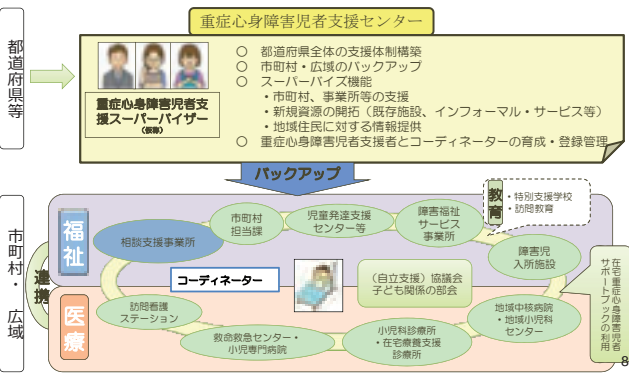 重症心身障害児者支援センター
都道府県等
重症心身障害児者支
援スーパーバイザー
(仮称)
○ 都道府県全体の支援体制構築
○ 市町村・広域のバックアップ
○ スーパーバイズ機能
・市町村、事業所等の支援
・新規資源の開拓（既存施設、インフォーマル・サービス等）
・地域住民に対する情報提供
○ 重症心身障害児者支援者とコーディネーターの育成・登録管理
バックアップ
市町村・広域
連携
福祉
医療
相談支援事業所
市町村
担当課
児童発達支援
センター等
障害福祉
サービス
事業所
教育
・特別支援学校
・訪問教育
障害児
入所施設
コーディネーター
（自立支援）協議会
子ども関係の部会
在宅重症心身障害児者
サポートブックの利用
訪問看護
ステーション
救命救急センター・
小児専門病院
小児科診療所
・在宅療養支援
診療所
地域中核病院
・地域小児科
センター
8